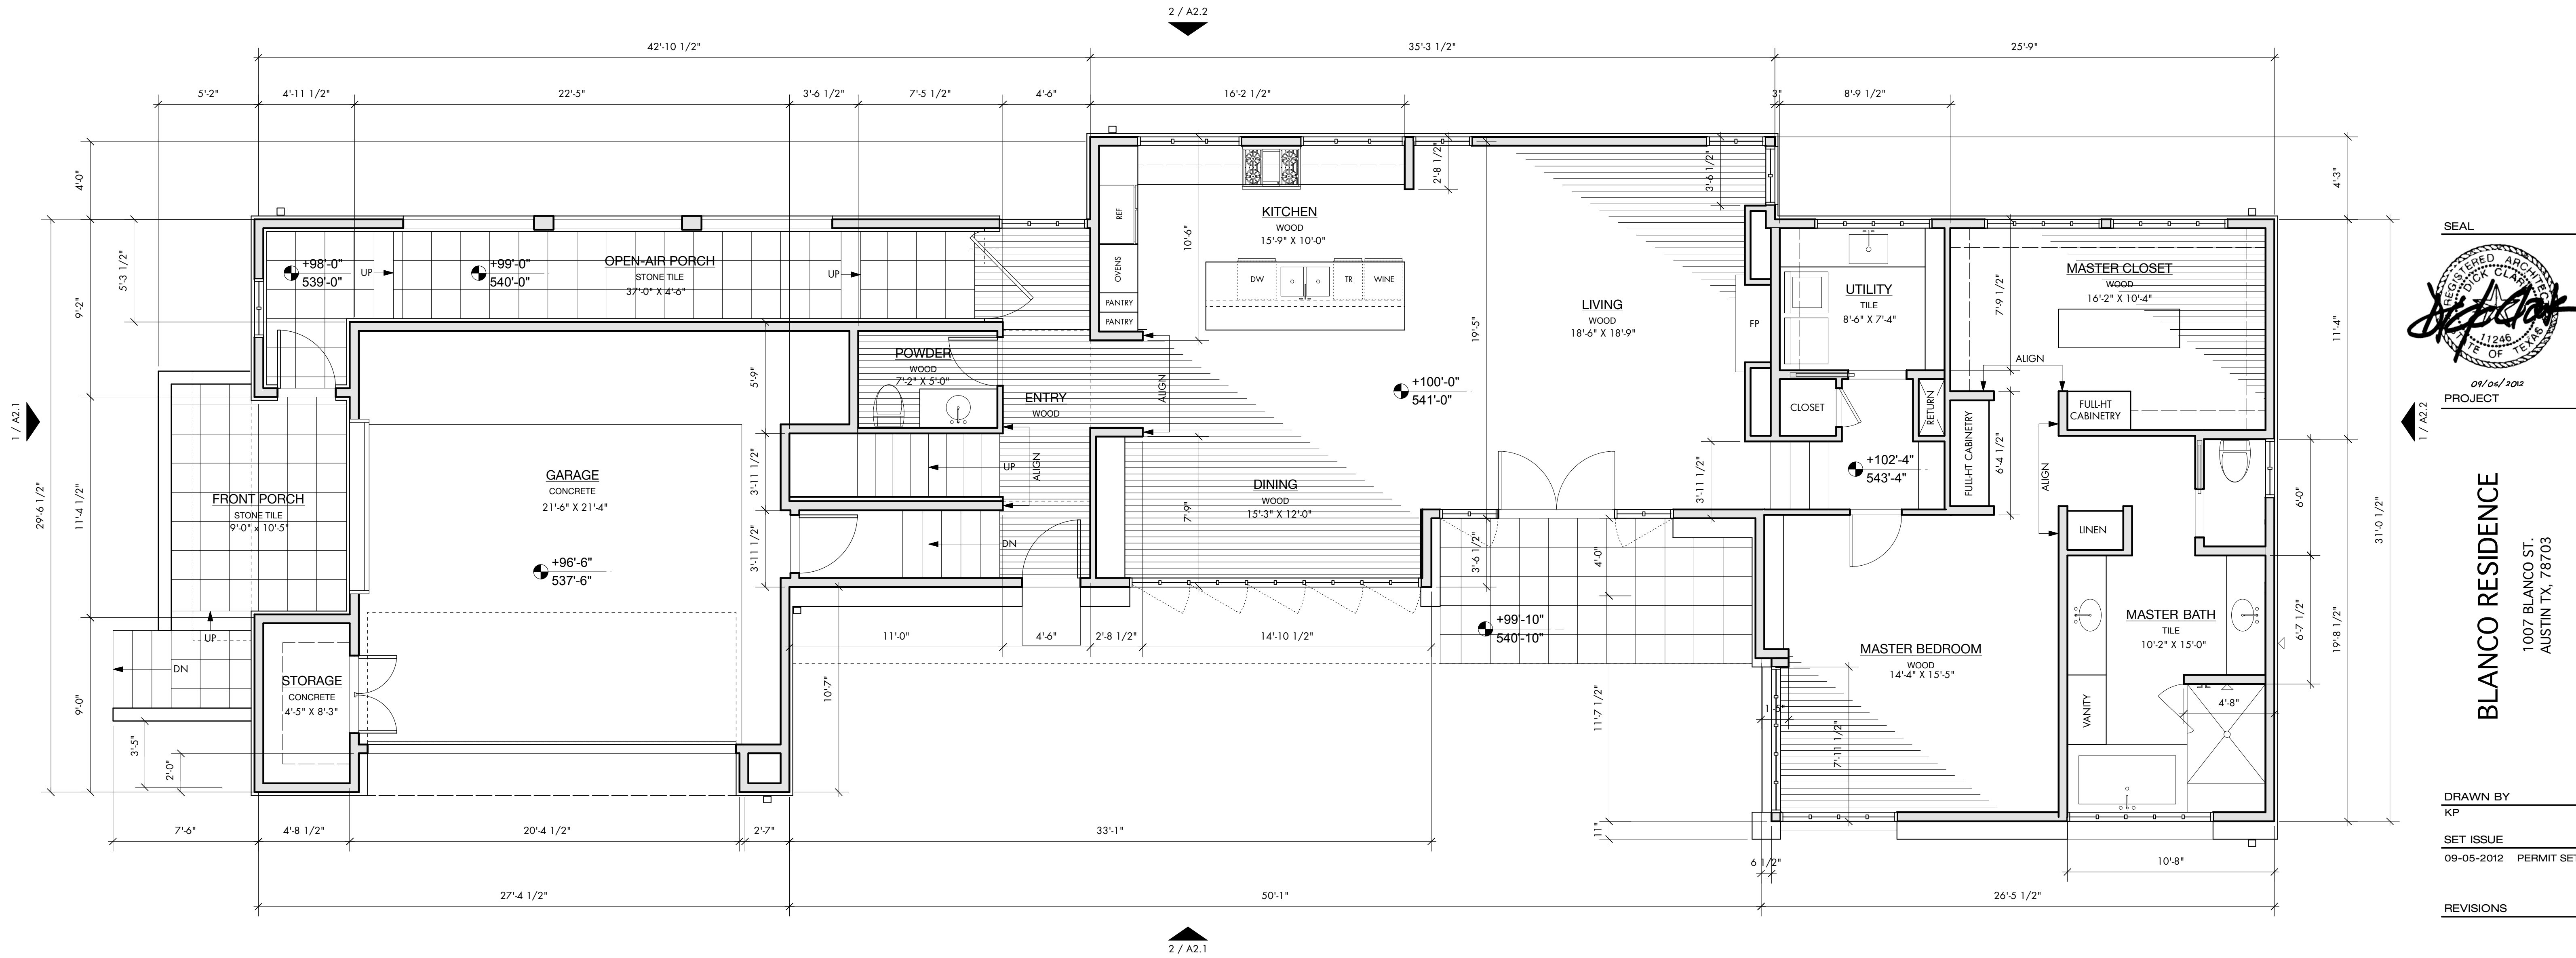 2 / A2.2
42'-10 1/2"
35'-3 1/2"
25'-9"
5'-2"
4'-11 1/2"
22'-5"
3'-6 1/2"
7'-5 1/2"
4'-6"
16'-2 1/2"
3"
8'-9 1/2"
4'-0"
9'-2"
5'-3 1/2"
29'-6 1/2"
11'-4 1/2"
9'-0"
1 / A2.1
+98'-0"
539'-0"
UP
+99'-0"
540'-0"
OPEN-AIR PORCH
STONE TILE
37'-0" X 4'-6"
UP
REF
OVENS
PANTRY
PANTRY
10'-6"
KITCHEN
WOOD
15'-9" X 10'-0"
DW
TR
WINE
2'-8 1/2"
19'-5"
3'-6 1/2"
LIVING
WOOD
18'-6" X 18'-9"
FP
UTILITY
TILE
8'-6" X 7'-4"
7'-9 1/2"
MASTER CLOSET
WOOD
16'-2" X 10'-4"
ALIGN
4'-3"
11'-4"
31'-0 1/2"
1 / A2.2
POWDER
WOOD
7'-2" X 5'-0"
5'-9"
ENTRY
WOOD
ALIGN
+100'-0"
541'-0"
CLOSET
RETURN
FULL-HT CABINETRY
6'-4 1/2"
FULL-HT
CABINETRY
ALIGN
GARAGE
CONCRETE
21'-6" X 21'-4"
3'-11 1/2"
UP
ALIGN
DINING
WOOD
15'-3" X 12'-0"
7'-9"
3'-11 1/2"
+102'-4"
543'-4"
6'-0"
FRONT PORCH
STONE TILE
9'-0" x 10'-5"
+96'-6"
537'-6"
3'-11 1/2"
DN
3'-6 1/2"
4'-0"
LINEN
UP
DN
STORAGE
CONCRETE
4'-5" X 8'-3"
3'-5"
2'-0"
11'-0"
4'-6"
2'-8 1/2"
14'-10 1/2"
10'-7"
+99'-10"
540'-10"
11'-7 1/2"
11"
1'-5"
7'-11 1/2"
MASTER BEDROOM
WOOD
14'-4" X 15'-5"
MASTER BATH
TILE
10'-2" X 15'-0"
VANITY
4'-8"
6'-7 1/2"
19'-8 1/2"
7'-6"
4'-8 1/2"
20'-4 1/2"
2'-7"
33'-1"
6 1/2"
10'-8"
27'-4 1/2"
50'-1"
26'-5 1/2"
2 / A2.1
SEAL
REGISTERED ARCHITECT
DICK CLARK
11246
STATE OF TEXAS
09/05/2012
PROJECT
BLANCO RESIDENCE
1007 BLANCO ST.
AUSTIN TX, 78703
DRAWN BY
KP
SET ISSUE
09-05-2012 PERMIT SET
REVISIONS